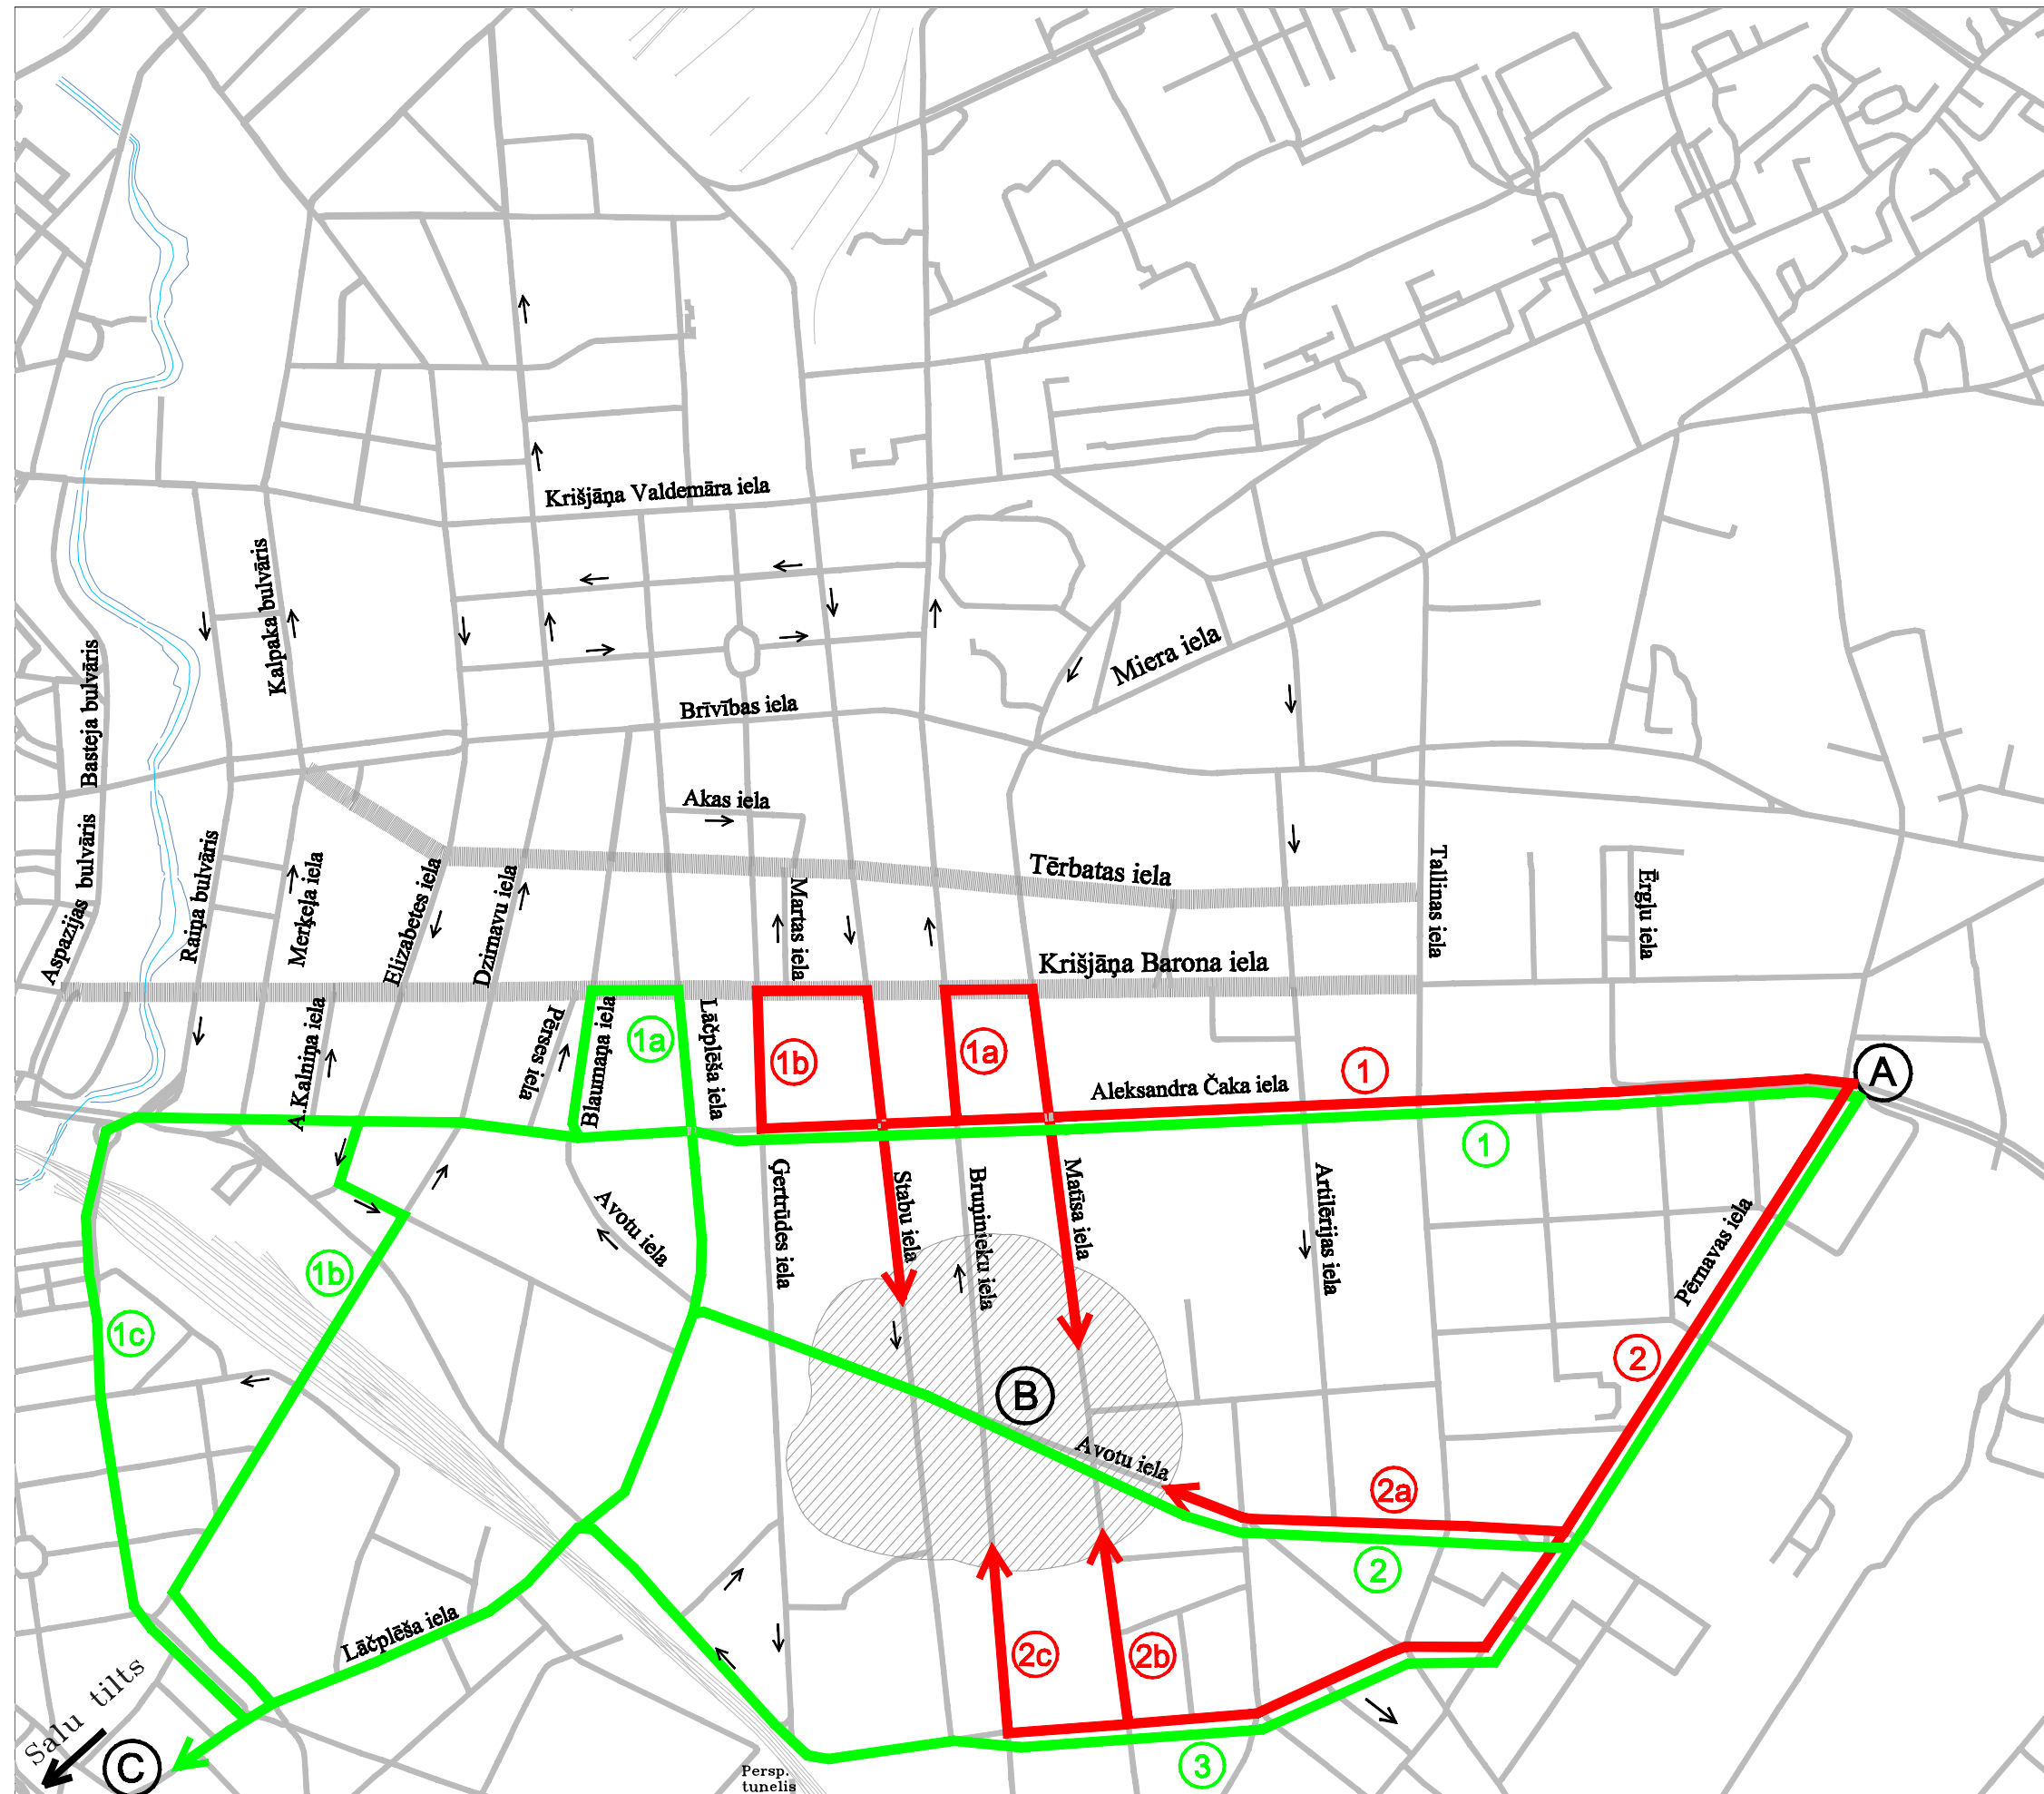 Krišjāņa Valdemāra iela
Kalpaka bulvāris
Basteja bulvāris
Miera iela
Brīvības iela
Akas iela
Aspazijas bulvāris
Raiņa bulvāris
Merķeļa iela
Elizabetes iela
Dzirnavu iela
Martas iela
Tērbatas iela
Tallinas iela
Ērgļu iela
Krišjāņa Barona iela
A.Kalniņa iela
Pērses iela
Blaumaņa iela
1a
Lāčplēša iela
1b
1a
Aleksandra Čaka iela
1
A
1
Avotu iela
Ģertrūdes iela
Stabu iela
Bruņinieku iela
Matīsa iela
Artilērijas iela
Pērnavas iela
1b
1c
2
B
Avotu iela
2a
2
Lāčplēša iela
2c
2b
Salu tilts
C
3
Persp.
tunelis